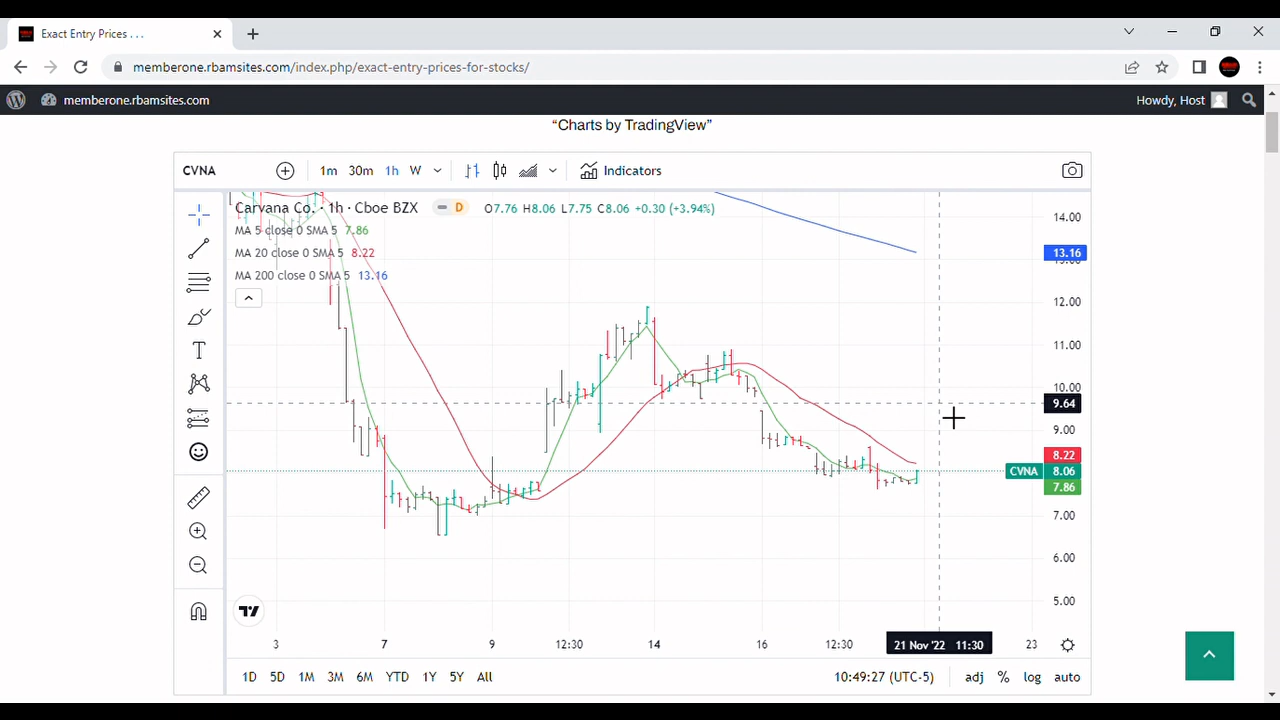 Exact Entry Prices . . .
memberone.rbamsites.com/index.php/exact-entry-prices-for-stocks/
memberone.rbamsites.com
Howdy, Host
“Charts by TradingView”
CVNA
1m 30m 1h W
Indicators
Carvana Co. · 1h · Cboe BZX
D
O7.76 H8.06 L7.75 C8.06 +0.30 (+3.94%)
MA 5 close 0 SMA 5 7.86
MA 20 close 0 SMA 5 8.22
MA 200 close 0 SMA 5 13.16
14.00
13.16
13.00
12.00
11.00
10.00
9.64
9.00
8.22
CVNA 8.06
7.86
7.00
6.00
5.00
3 7 9 12:30 14 16 12:30 21 Nov '22 11:30 23
1D 5D 1M 3M 6M YTD 1Y 5Y All
10:49:27 (UTC-5)
adj % log auto